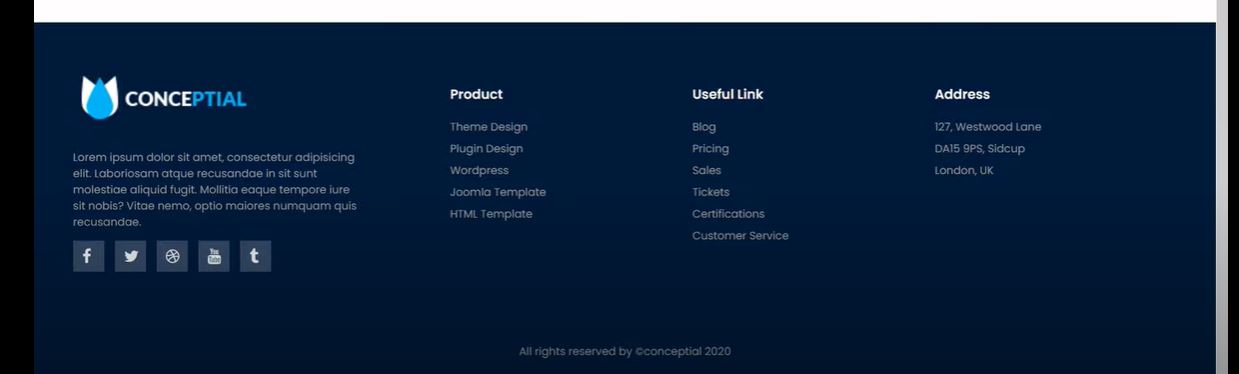 CONCEPTIAL
Lorem ipsum dolor sit amet, consectetur adipisicing
elit. Laboriosam atque recusandae in sit sunt
molestiae aliquid fugit. Mollitia eaque tempore iure
sit nobis? Vitae nemo, optio maiores numquam quis
recusandae.
f
You
Tube
t
Product
Theme Design
Plugin Design
Wordpress
Joomla Template
HTML Template
Useful Link
Blog
Pricing
Sales
Tickets
Certifications
Customer Service
Address
127, Westwood Lane
DA15 9PS, Sidcup
London, UK
All rights reserved by ©conceptial 2020